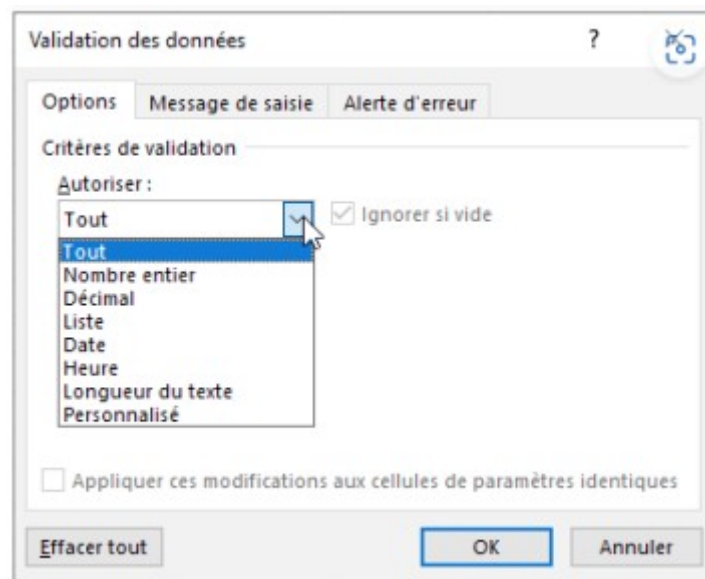 Validation des données ?
Options Message de saisie Alerte d'erreur
Critères de validation
Autoriser :
Tout Ignorer si vide
Tout
Nombre entier
Décimal
Liste
Date
Heure
Longueur du texte
Personnalisé
Appliquer ces modifications aux cellules de paramètres identiques
Effacer tout OK Annuler